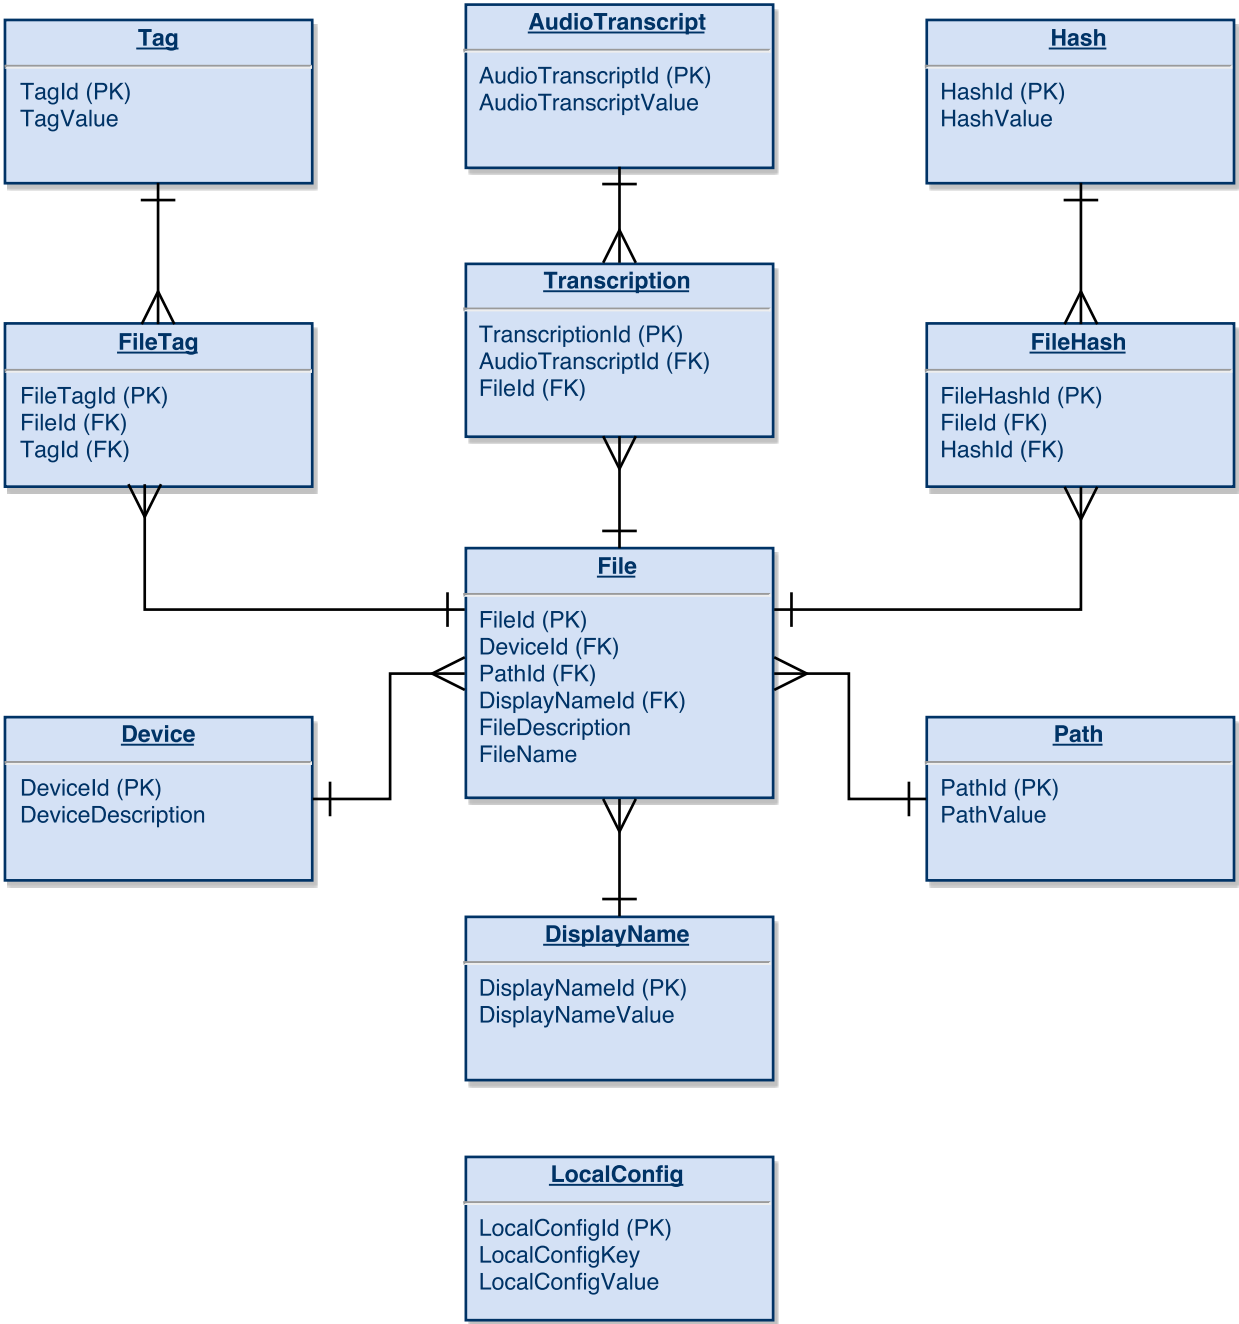 Tag
TagId (PK)
TagValue
AudioTranscript
AudioTranscriptId (PK)
AudioTranscriptValue
Hash
HashId (PK)
HashValue
FileTag
FileTagId (PK)
FileId (FK)
TagId (FK)
Transcription
TranscriptionId (PK)
AudioTranscriptId (FK)
FileId (FK)
FileHash
FileHashId (PK)
FileId (FK)
HashId (FK)
File
FileId (PK)
DeviceId (FK)
PathId (FK)
DisplayNameId (FK)
FileDescription
FileName
Device
DeviceId (PK)
DeviceDescription
Path
PathId (PK)
PathValue
DisplayName
DisplayNameId (PK)
DisplayNameValue
LocalConfig
LocalConfigId (PK)
LocalConfigKey
LocalConfigValue